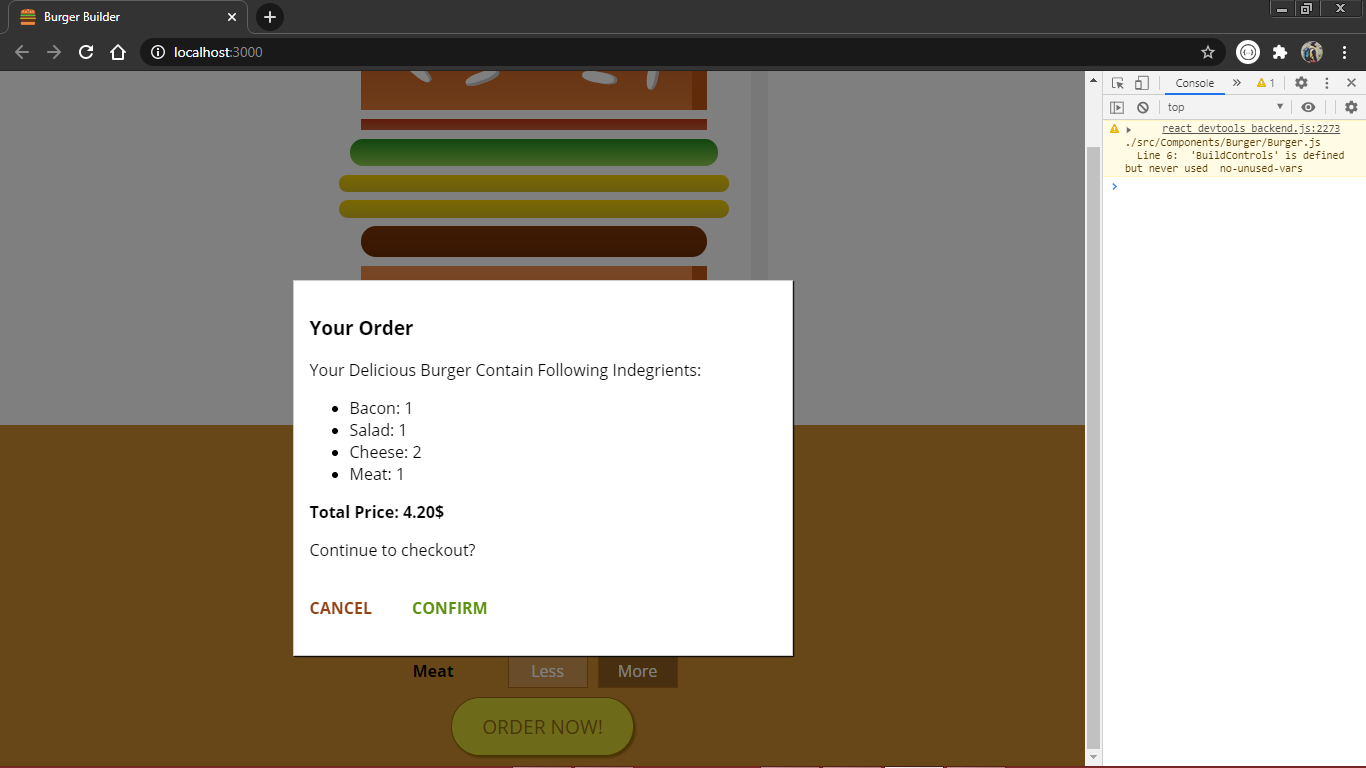 Burger Builder
localhost:3000
Console
1
top
react_devtools_backend.js:2273
./src/Components/Burger/Burger.js
Line 6: 'BuildControls' is defined
but never used no-unused-vars
Your Order
Your Delicious Burger Contain Following Indegrients:
Bacon: 1
Salad: 1
Cheese: 2
Meat: 1
Total Price: 4.20$
Continue to checkout?
CANCEL CONFIRM
Meat Less More
ORDER NOW!